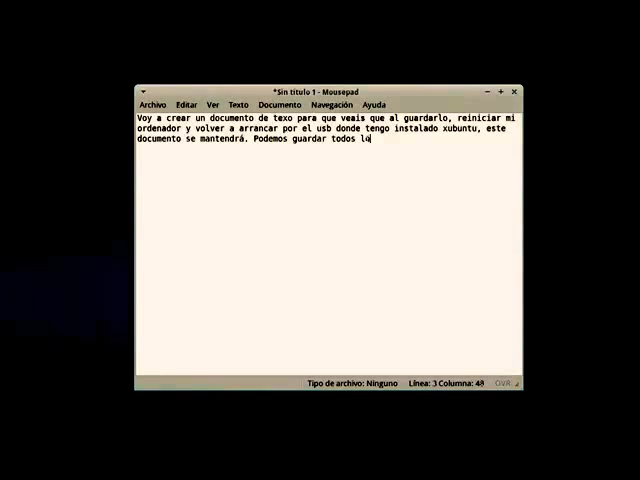 *Sin título 1 - Mousepad
Archivo Editar Ver Texto Documento Navegación Ayuda
Voy a crear un documento de texo para que veais que al guardarlo, reiniciar mi
ordenador y volver a arrancar por el usb donde tengo instalado xubuntu, este
documento se mantendrá. Podemos guardar todos lo
Tipo de archivo: Ninguno Línea: 3 Columna: 48 OVR